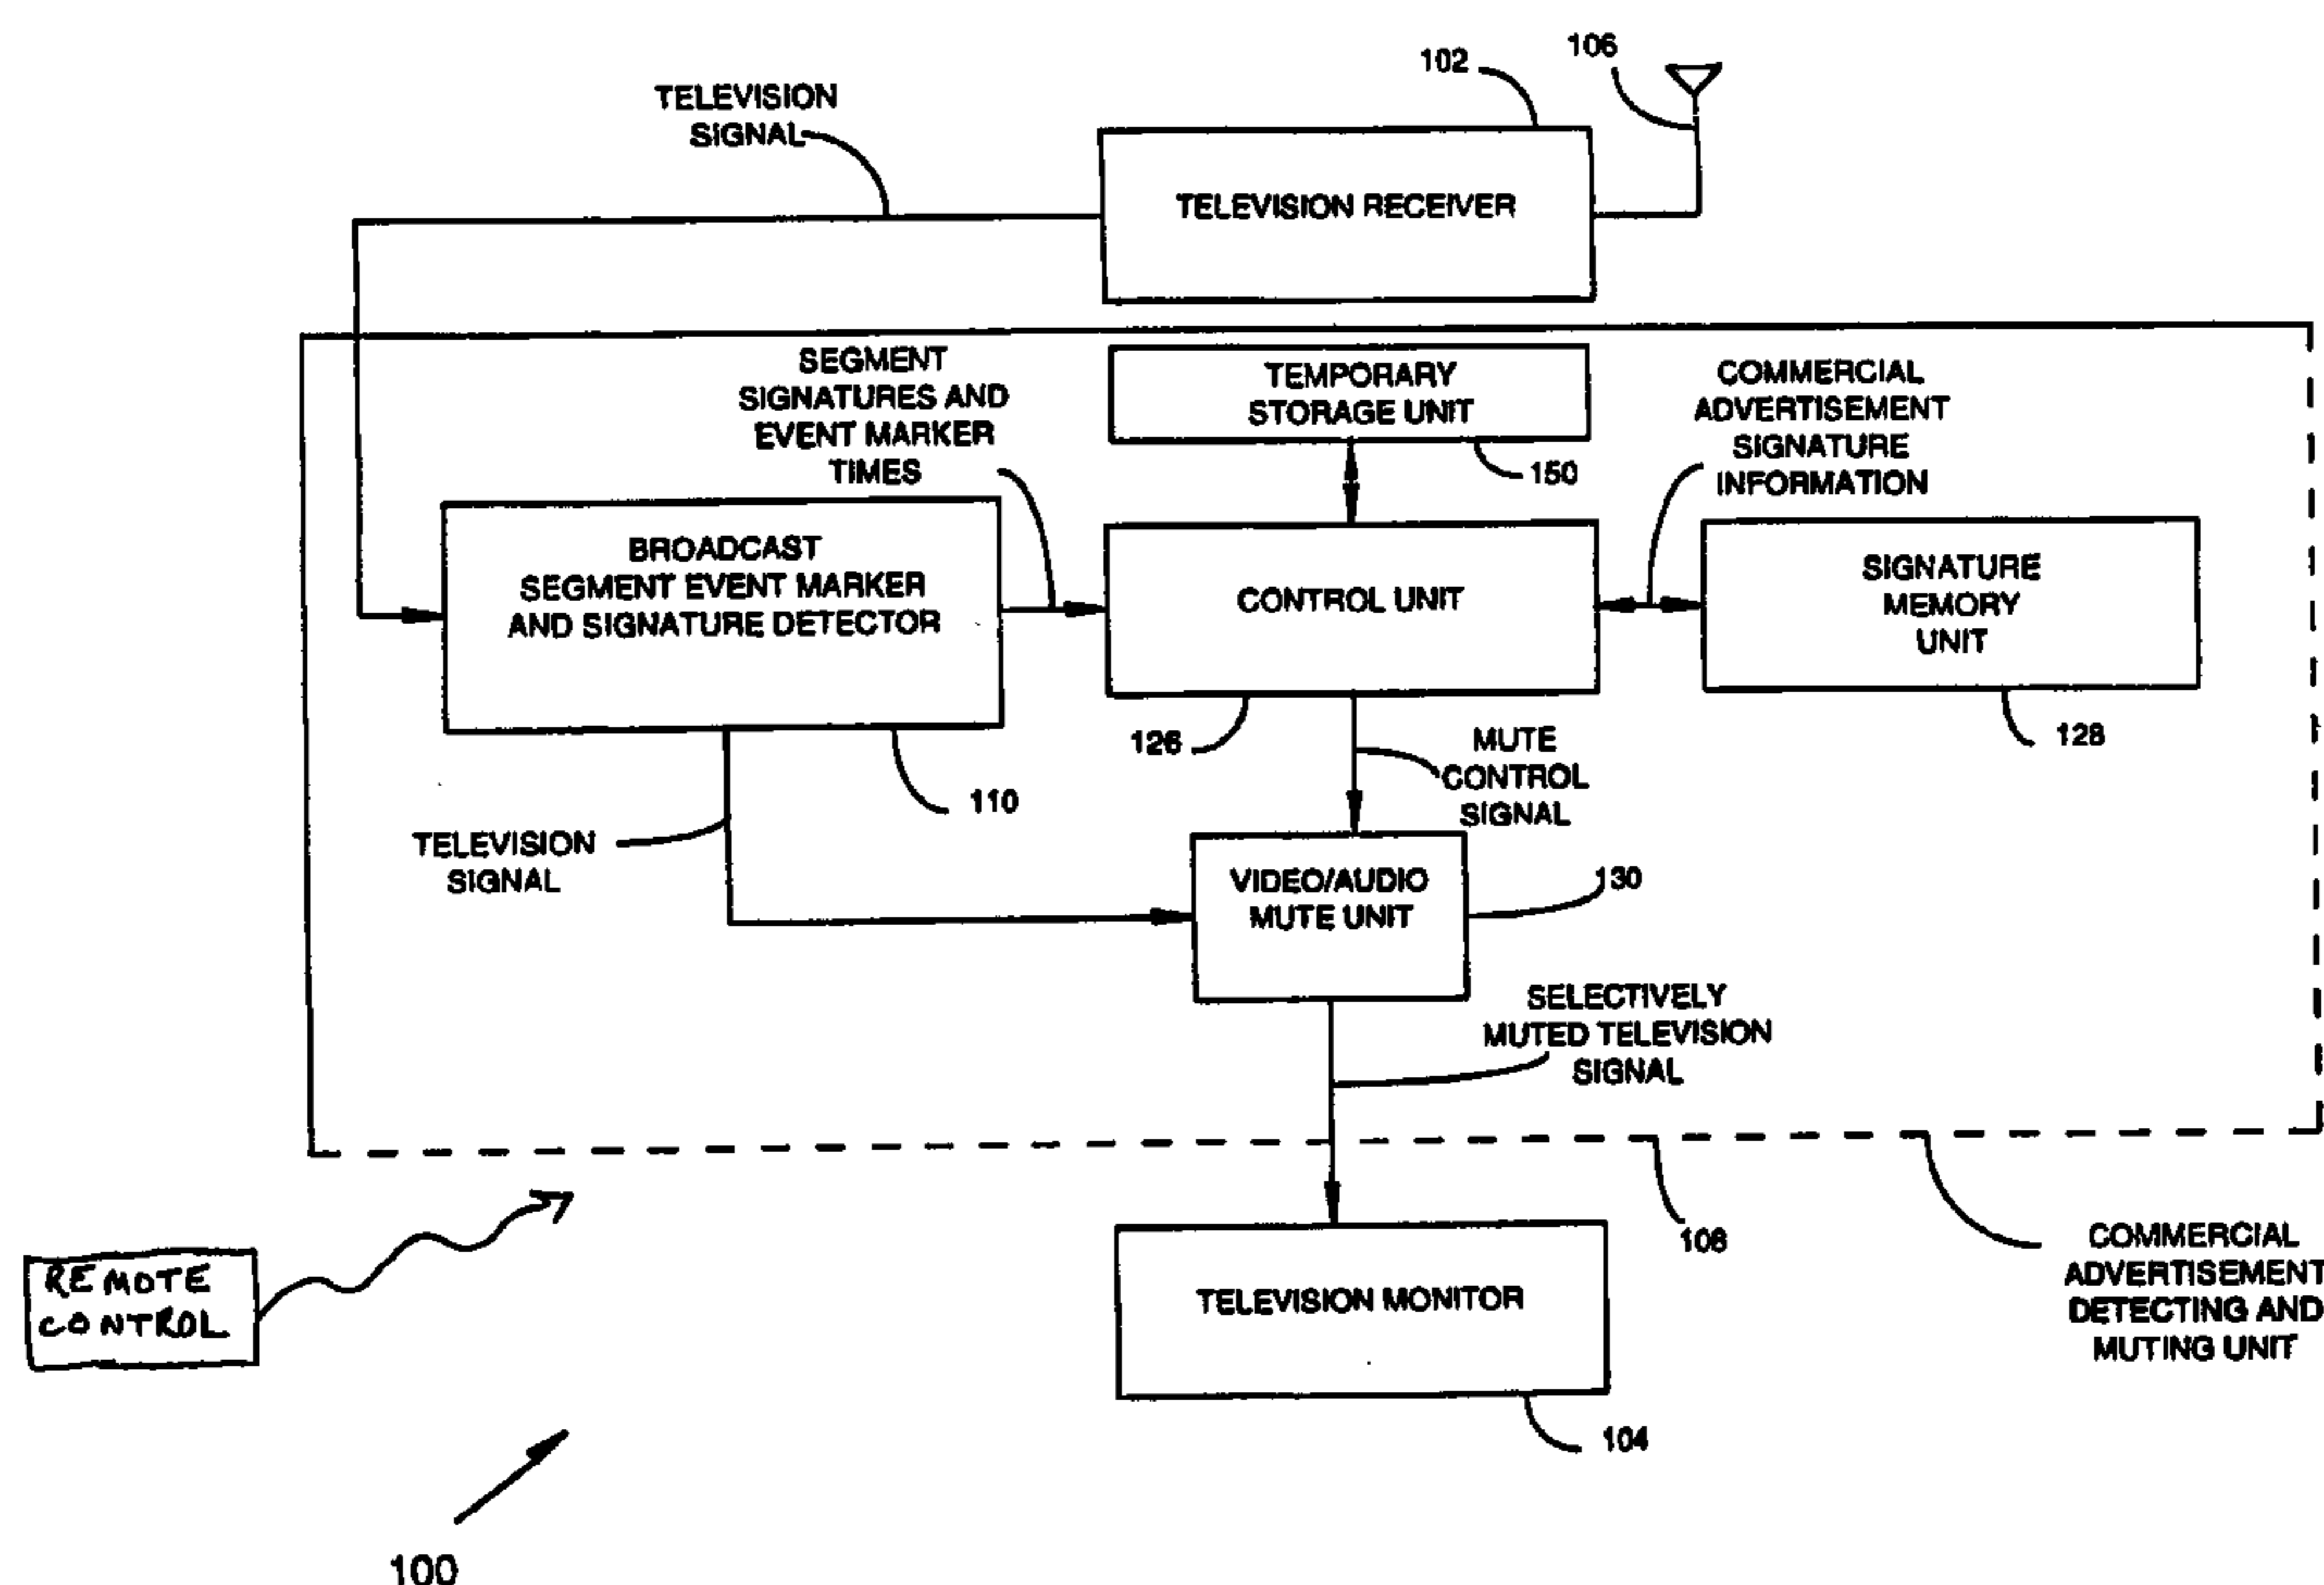 106
102
TELEVISION
SIGNAL
TELEVISION RECEIVER
SEGMENT
SIGNATURES AND
EVENT MARKER
TIMES
TEMPORARY
STORAGE UNIT
150
COMMERCIAL
ADVERTISEMENT
SIGNATURE
INFORMATION
BROADCAST
SEGMENT EVENT MARKER
AND SIGNATURE DETECTOR
CONTROL UNIT
SIGNATURE
MEMORY
UNIT
126
128
110
MUTE
CONTROL
SIGNAL
TELEVISION
SIGNAL
VIDEO/AUDIO
MUTE UNIT
130
SELECTIVELY
MUTED TELEVISION
SIGNAL
108
COMMERCIAL
ADVERTISEMENT
DETECTING AND
MUTING UNIT
REMOTE
CONTROL
TELEVISION MONITOR
104
100